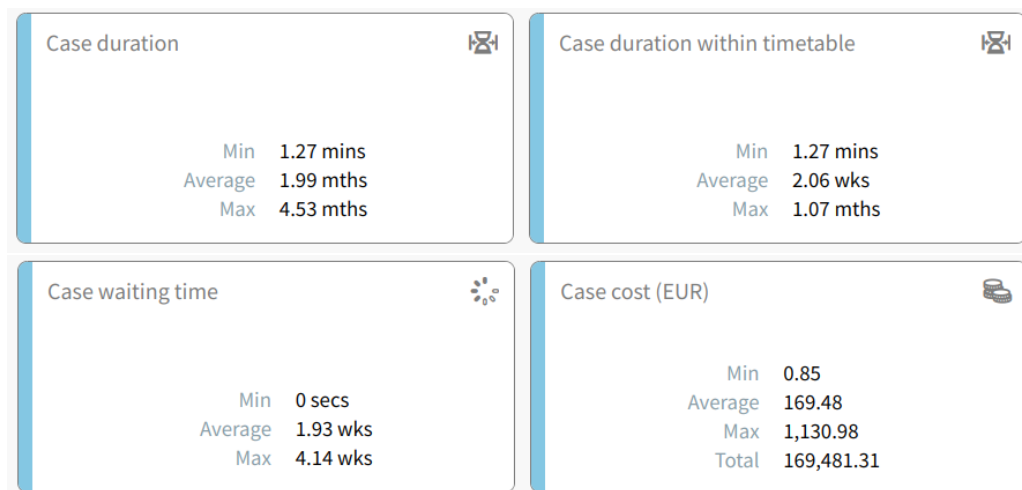 Case duration
Min 1.27 mins
Average 1.99 mths
Max 4.53 mths
Case duration within timetable
Min 1.27 mins
Average 2.06 wks
Max 1.07 mths
Case waiting time
Min 0 secs
Average 1.93 wks
Max 4.14 wks
Case cost (EUR)
Min 0.85
Average 169.48
Max 1,130.98
Total 169,481.31